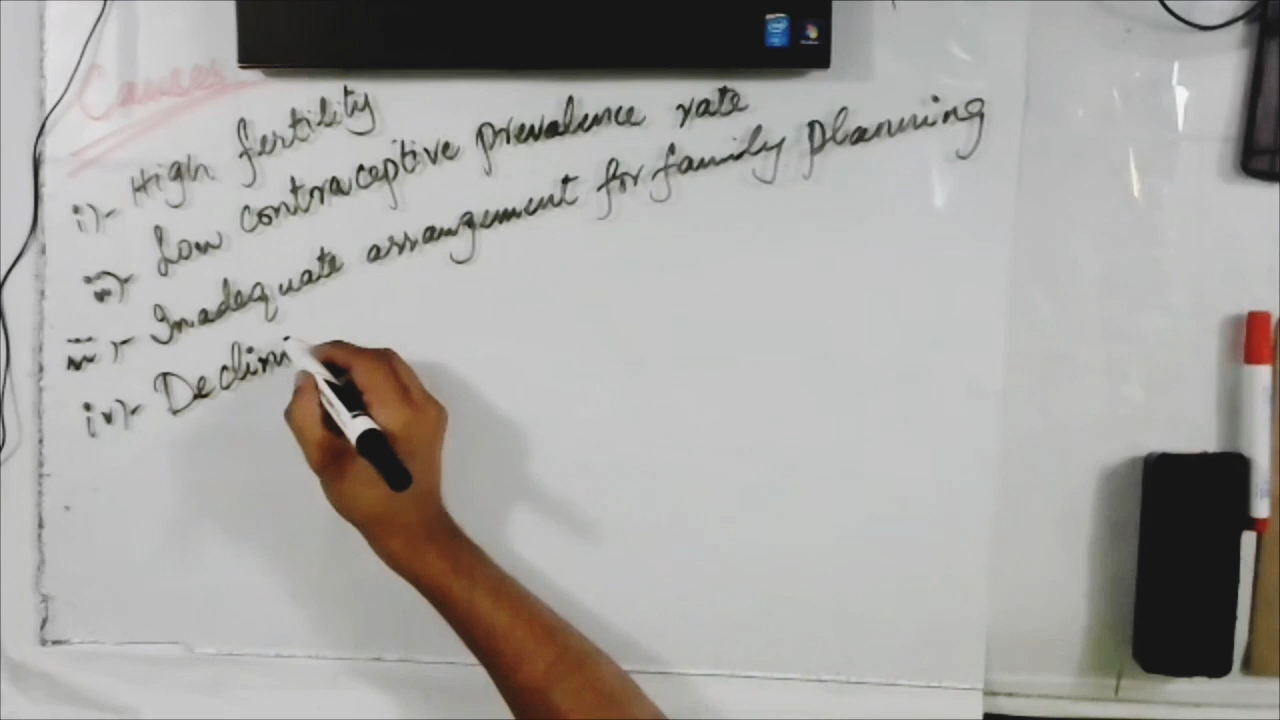 Causes
i)- High fertility
ii)- Low contraceptive prevalence rate
iii)- Inadequate arrangement for family planning
iv)- Declini